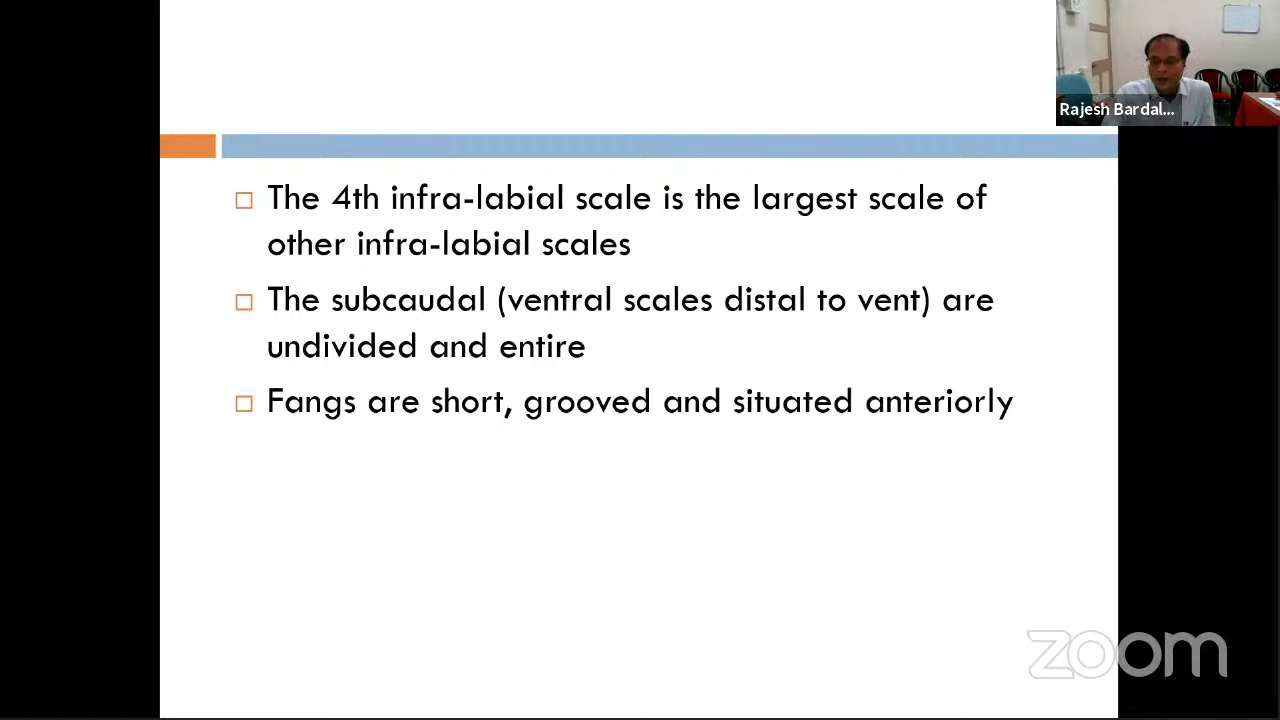 Rajesh Bardal...
The 4th infra-labial scale is the largest scale of
other infra-labial scales
The subcaudal (ventral scales distal to vent) are
undivided and entire
Fangs are short, grooved and situated anteriorly
zoom